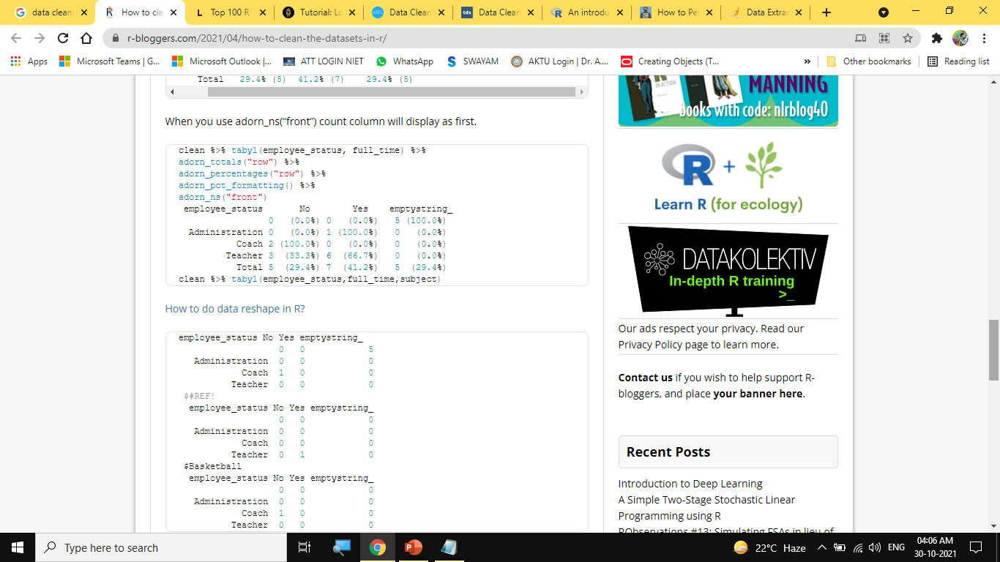 data cleani
How to cle
Top 100 R
Tutorial: Lo
Data Clean
Data Clean
An introdu
How to Per
Data Extrac
r-bloggers.com/2021/04/how-to-clean-the-datasets-in-r/
Apps
Microsoft Teams | G...
Microsoft Outlook |...
ATT LOGIN NIET
WhatsApp
SWAYAM
AKTU Login | Dr. A....
Creating Objects (T...
»
Other bookmarks
Reading list
Total 29.4% (5) 41.2% (7) 29.4% (5)
When you use adorn_ns(“front”) count column will display as first.
clean %>% tabyl(employee_status, full_time) %>%
adorn_totals("row") %>%
adorn_percentages("row") %>%
adorn_pct_formatting() %>%
adorn_ns("front")
employee_status No Yes emptystring_
0 (0.0%) 0 (0.0%) 5 (100.0%)
Administration 0 (0.0%) 1 (100.0%) 0 (0.0%)
Coach 2 (100.0%) 0 (0.0%) 0 (0.0%)
Teacher 3 (33.3%) 6 (66.7%) 0 (0.0%)
Total 5 (29.4%) 7 (41.2%) 5 (29.4%)
clean %>% tabyl(employee_status,full_time,subject)
How to do data reshape in R?
employee_status No Yes emptystring_
0 0 5
Administration 0 0 0
Coach 1 0 0
Teacher 0 0 0
$#REF!
employee_status No Yes emptystring_
0 0 0
Administration 0 0 0
Coach 0 0 0
Teacher 0 1 0
$Basketball
employee_status No Yes emptystring_
0 0 0
Administration 0 0 0
Coach 1 0 0
Teacher 0 0 0
IN ACTION
MANNING
books with code: nlrblog40
R +
Learn R (for ecology)
DATAKOLEKTIV
In-depth R training
>_
Our ads respect your privacy. Read our
Privacy Policy page to learn more.
Contact us if you wish to help support R-
bloggers, and place your banner here.
Recent Posts
Introduction to Deep Learning
A Simple Two-Stage Stochastic Linear
Programming using R
RObservations #13: Simulating FSAs in lieu of
Type here to search
22°C Haze
ENG
04:06 AM
30-10-2021